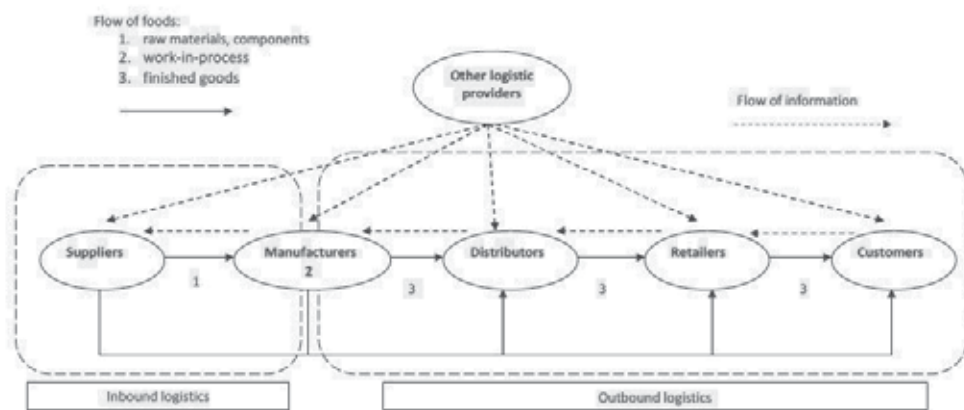 Flow of foods:
1. raw materials, components
2. work-in-process
3. finished goods
Other logistic
providers
Flow of information
Suppliers
Manufacturers
2
Distributors
Retailers
Customers
1
3
3
3
Inbound logistics
Outbound logistics